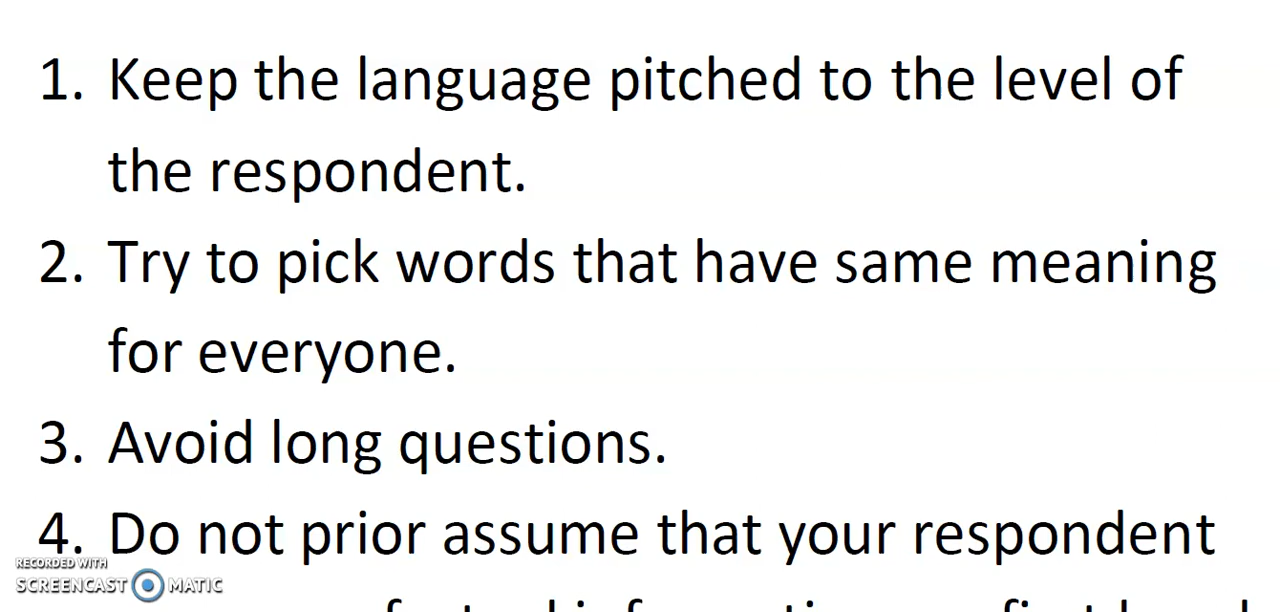 1. Keep the language pitched to the level of
the respondent.
2. Try to pick words that have same meaning
for everyone.
3. Avoid long questions.
4. Do not prior assume that your respondent
RECORDED WITH
SCREENCAST MATIC